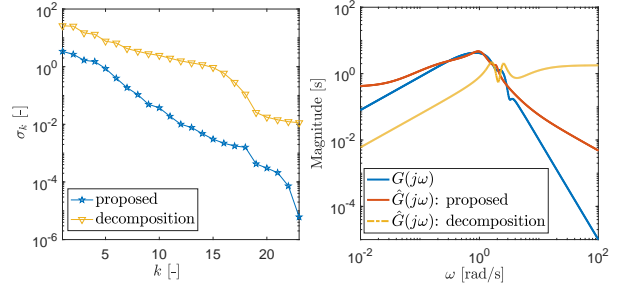 10^2
10^0
10^-2
10^-4
10^-6
σ_k [-]
5
10
15
20
k [-]
proposed
decomposition
10^2
10^0
10^-2
10^-4
Magnitude [s]
10^-2
10^0
10^2
ω [rad/s]
G(jω)
Ĝ(jω): proposed
Ĝ(jω): decomposition